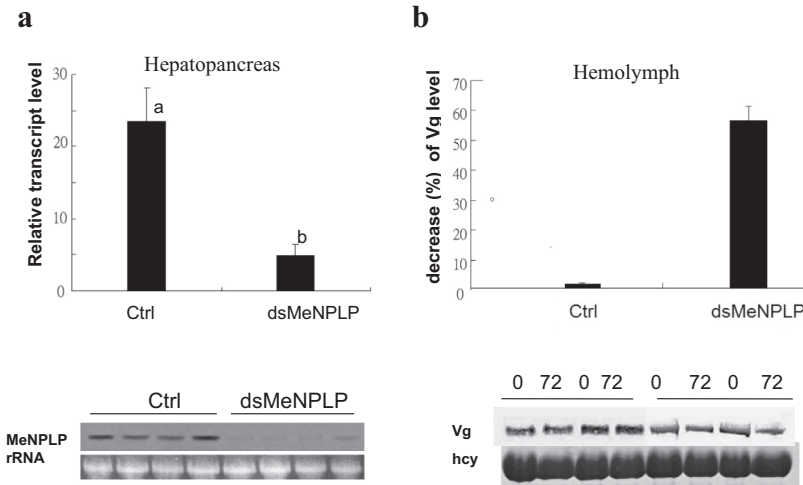 a
Hepatopancreas
Relative transcript level
30
20
10
0
a
b
Ctrl
dsMeNPLP
Ctrl
dsMeNPLP
MeNPLP
rRNA
b
Hemolymph
decrease (%) of Vg level
70
60
50
40
30
20
10
0
Ctrl
dsMeNPLP
0 72 0 72 0 72 0 72
Vg
hcy